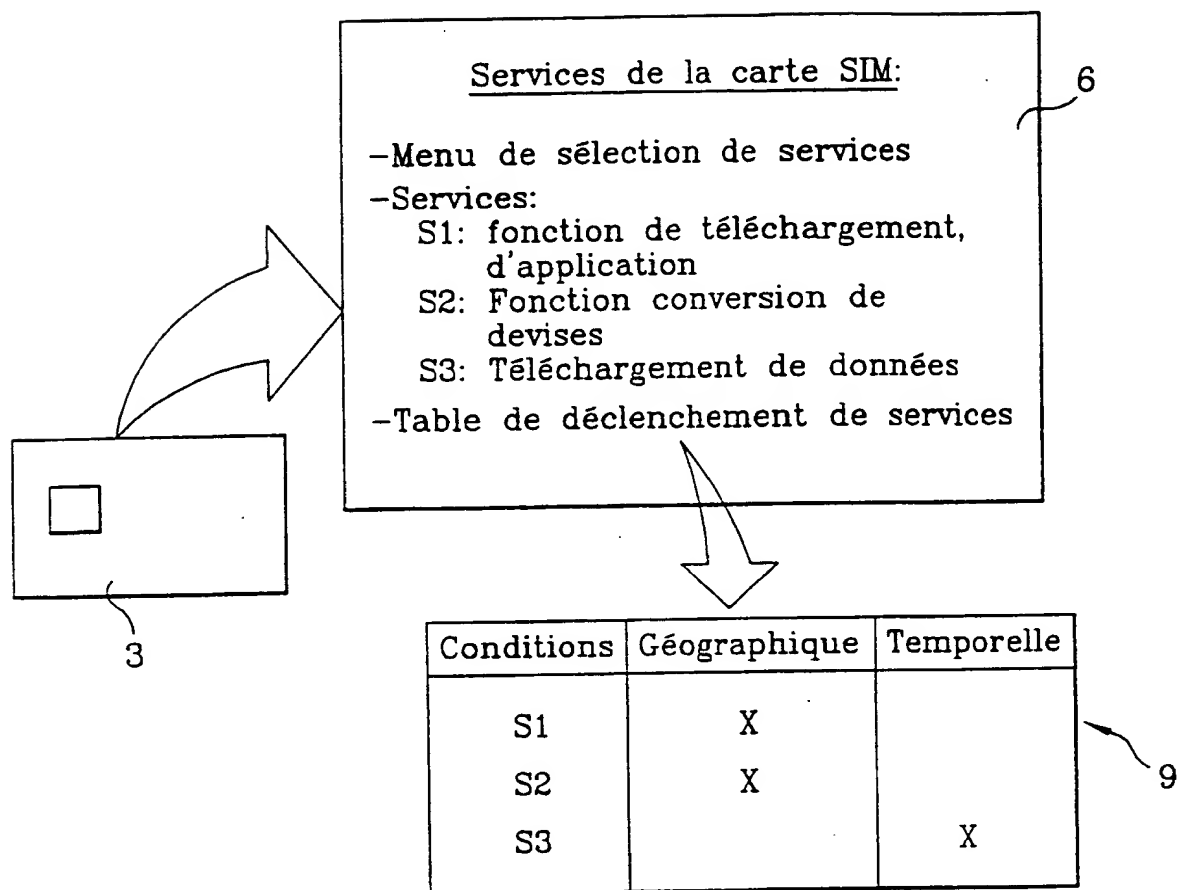 Services de la carte SIM:
6
-Menu de sélection de services
-Services:
S1: fonction de téléchargement,
d'application
S2: Fonction conversion de
devises
S3: Téléchargement de données
-Table de déclenchement de services
3
Conditions Géographique Temporelle
S1 X
S2 X
9
S3 X